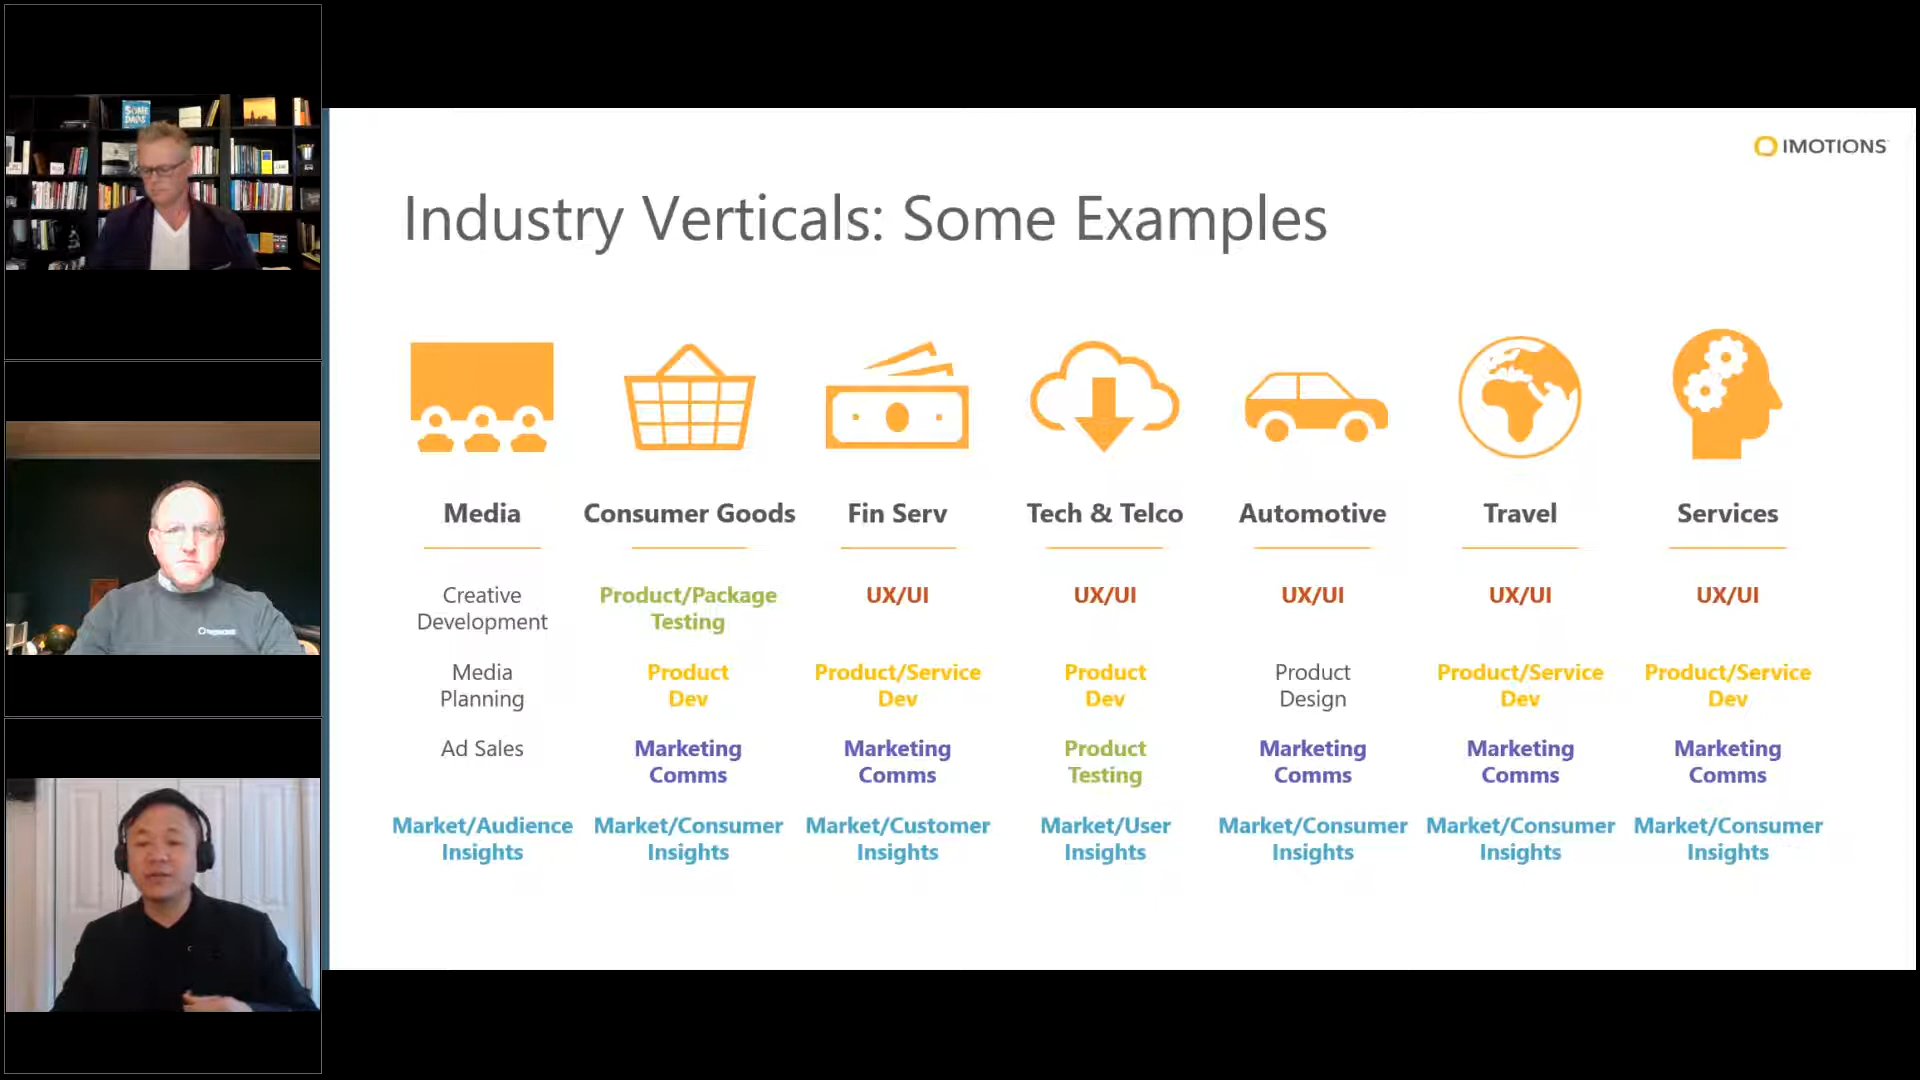 SOME
DADS
IMOTIONS
Industry Verticals: Some Examples
Media
Consumer Goods
Fin Serv
Tech & Telco
Automotive
Travel
Services
Creative
Development
Product/Package
Testing
UX/UI
UX/UI
UX/UI
UX/UI
UX/UI
Media
Planning
Product
Dev
Product/Service
Dev
Product
Dev
Product
Design
Product/Service
Dev
Product/Service
Dev
Ad Sales
Marketing
Comms
Marketing
Comms
Product
Testing
Marketing
Comms
Marketing
Comms
Marketing
Comms
Market/Audience
Insights
Market/Consumer
Insights
Market/Customer
Insights
Market/User
Insights
Market/Consumer
Insights
Market/Consumer
Insights
Market/Consumer
Insights